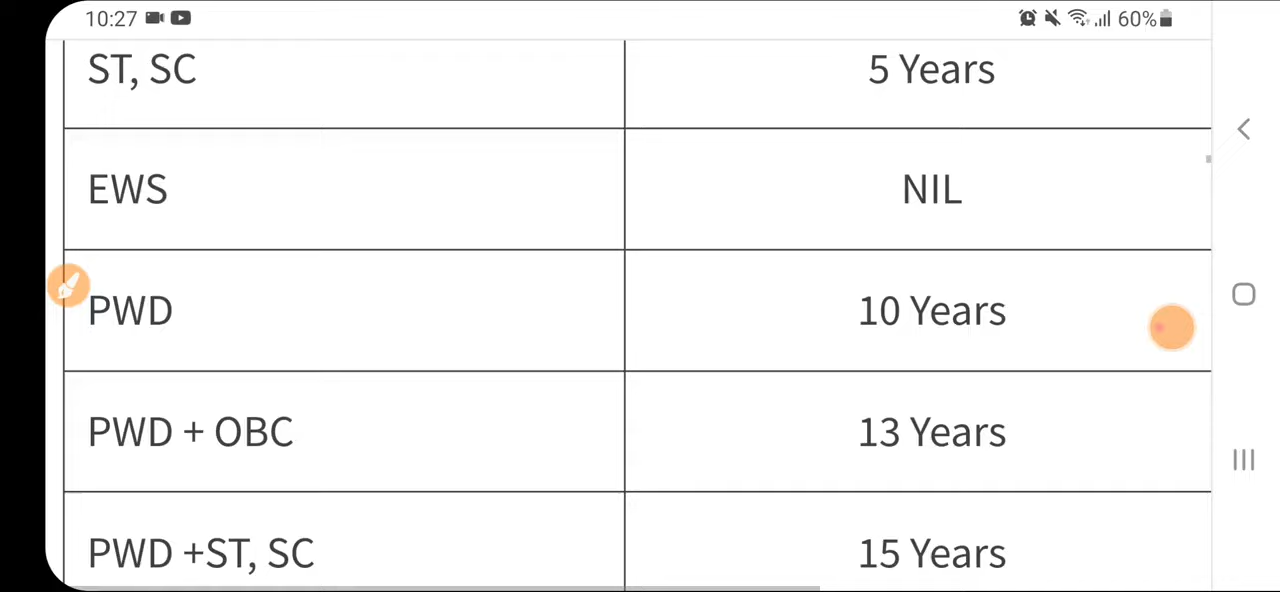 10:27 60%
ST, SC 5 Years
EWS NIL
PWD 10 Years
PWD + OBC 13 Years
PWD +ST, SC 15 Years